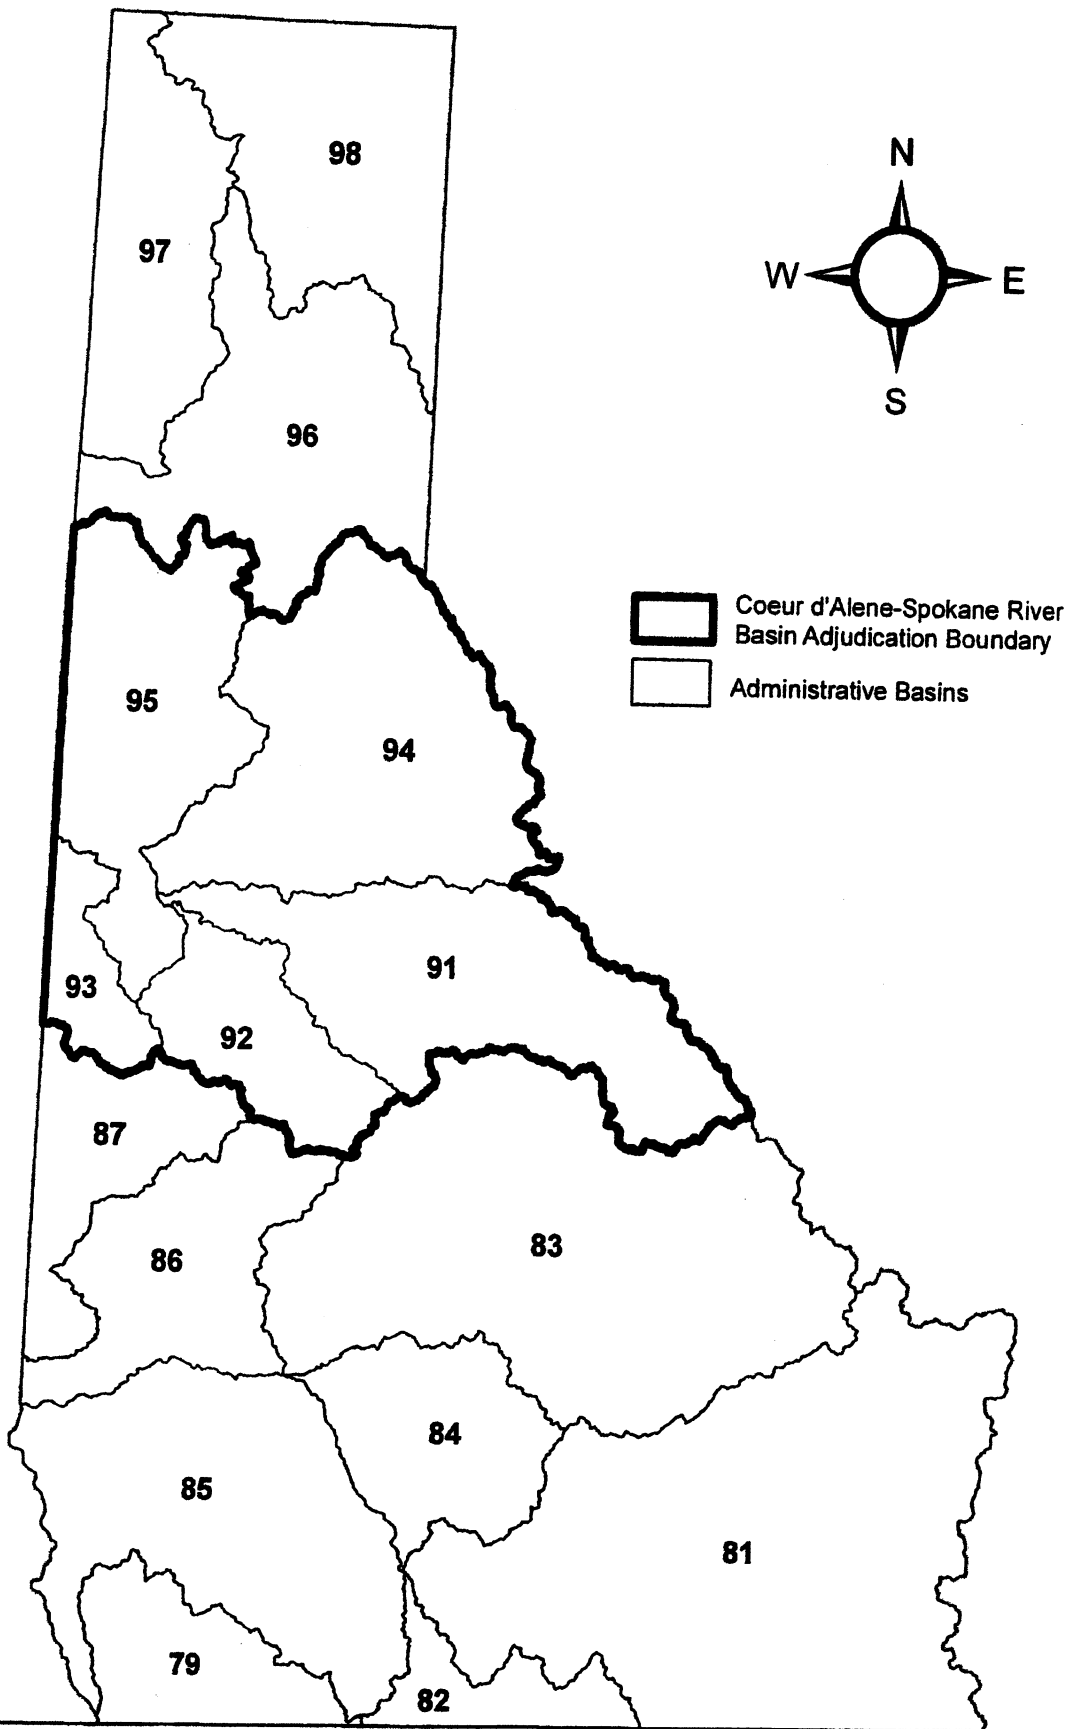 98
N
97
W
E
S
96
Coeur d'Alene-Spokane River
Basin Adjudication Boundary
Administrative Basins
95
94
91
93
92
87
83
86
84
85
81
79
82